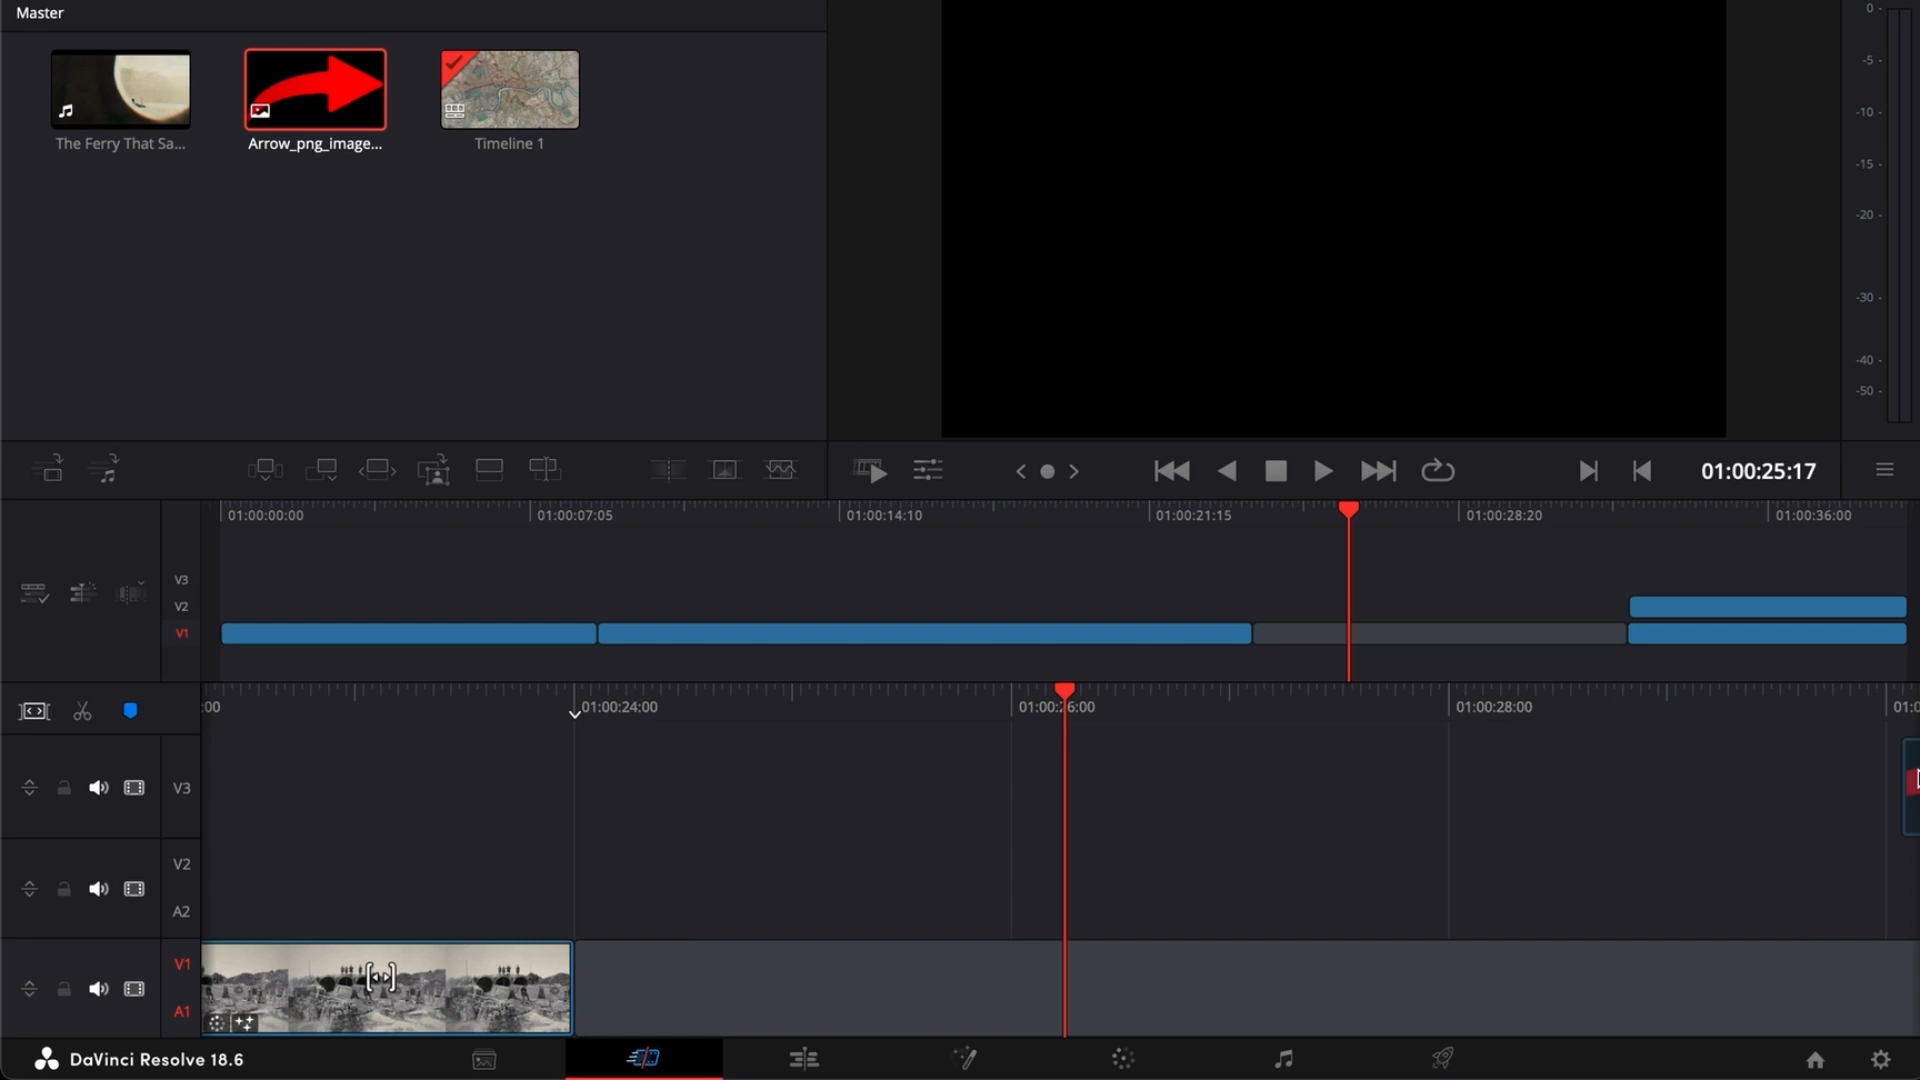 Master
The Ferry That Sa...
Arrow_png_image...
Timeline 1
0
-5
-10
-15
-20
-30
-40
-50
01:00:25:17
01:00:00:00
01:00:07:05
01:00:14:10
01:00:21:15
01:00:28:20
01:00:36:00
V3
V2
V1
:00
01:00:24:00
01:00:26:00
01:00:28:00
01:0
V3
V2
A2
V1
A1
DaVinci Resolve 18.6